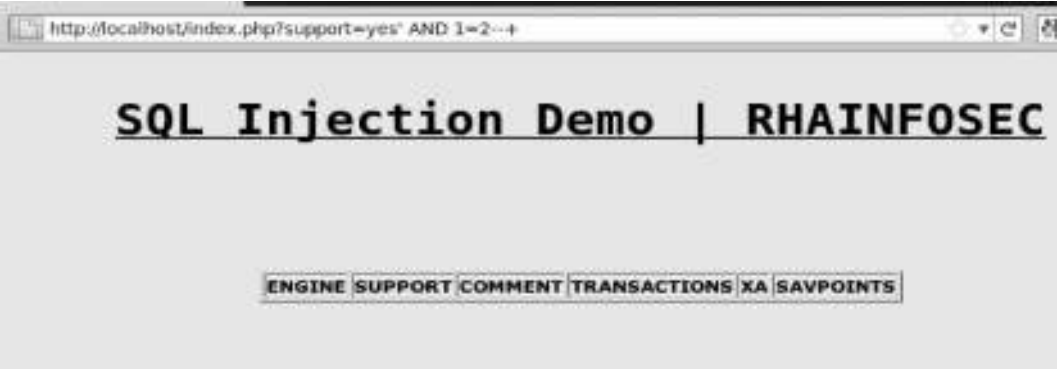 http://localhost/index.php?support=yes' AND 1=2--+
SQL Injection Demo | RHAINFOSEC
ENGINE SUPPORT COMMENT TRANSACTIONS XA SAVPOINTS